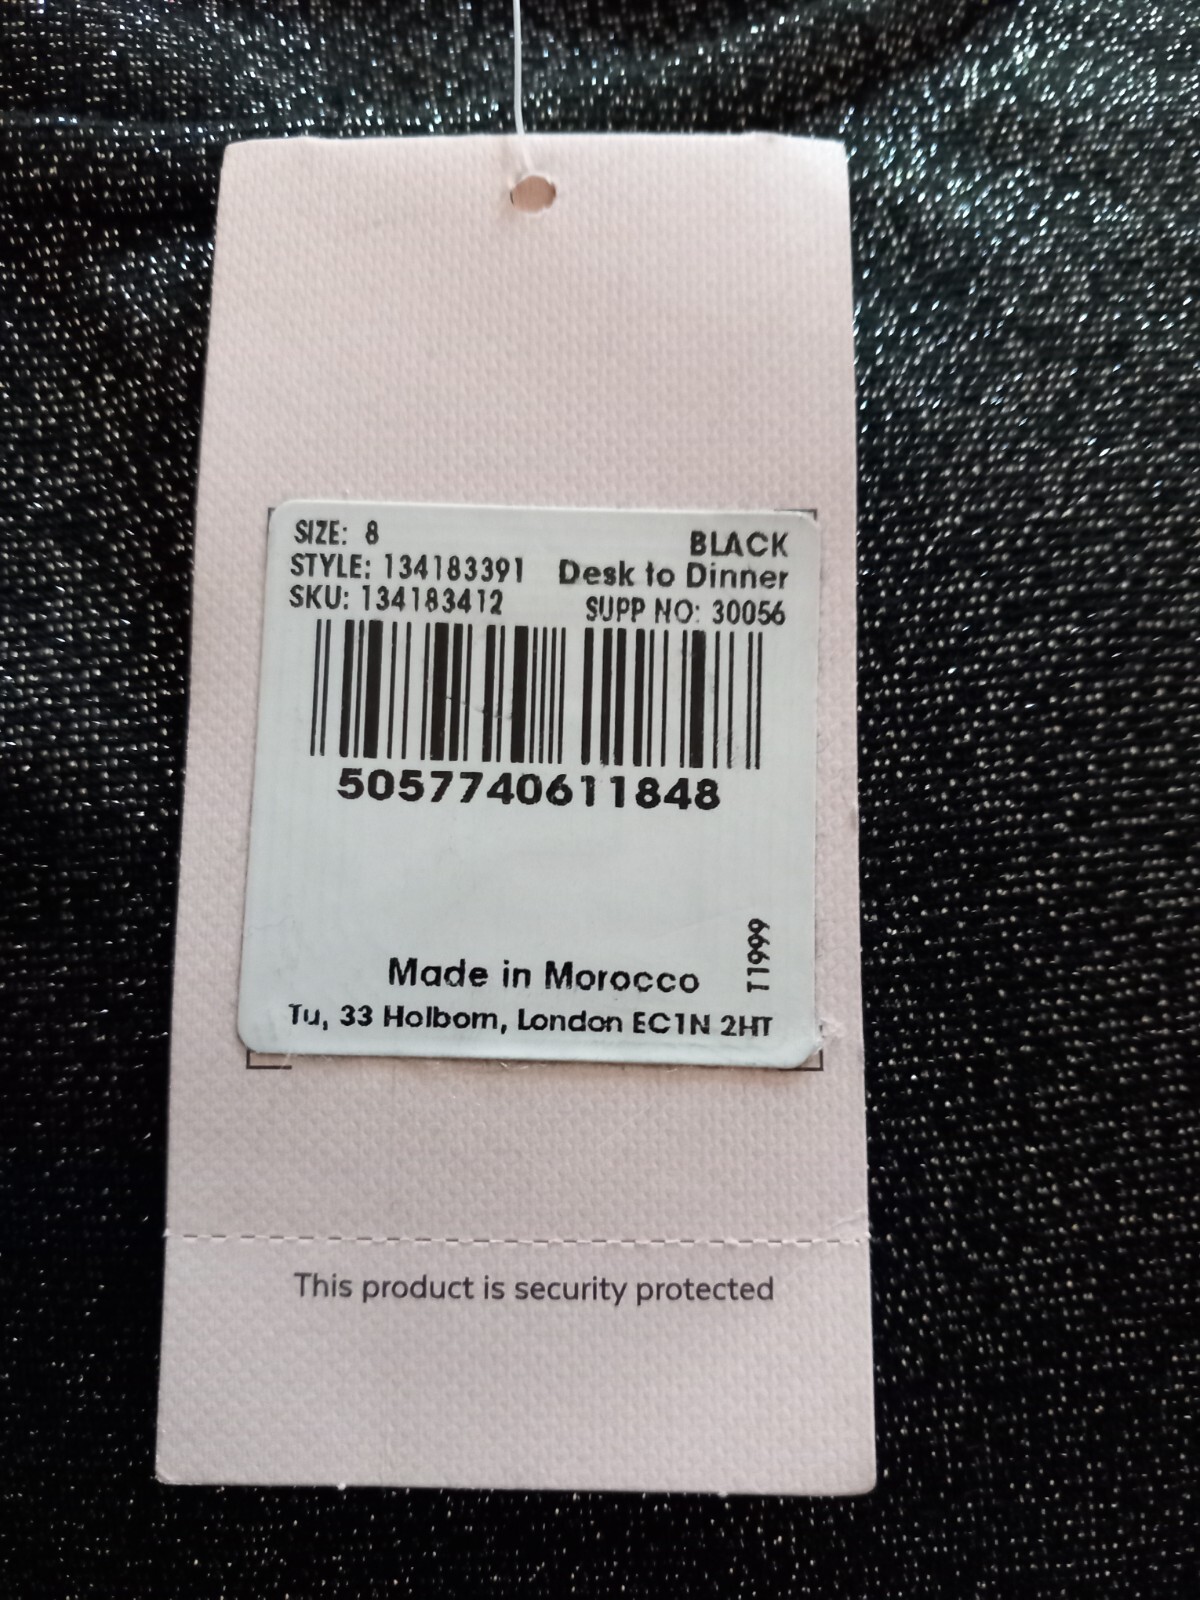 SIZE: 8
BLACK
STYLE: 134183391
Desk to Dinner
SKU: 134183412
SUPP NO: 30056
5057740611848
T1999
Made in Morocco
Tu, 33 Holborn, London EC1N 2HT
This product is security protected